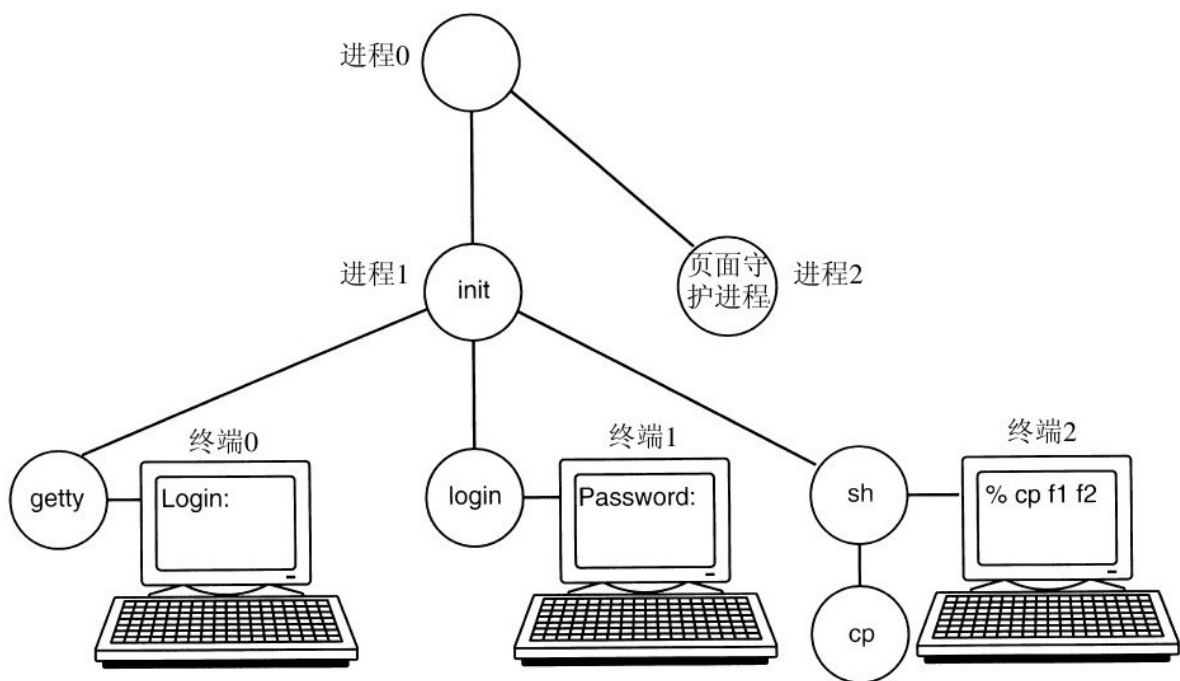 进程0
进程1
init
页面守
护进程
进程2
终端0
终端1
终端2
getty
Login:
login
Password:
sh
% cp f1 f2
cp